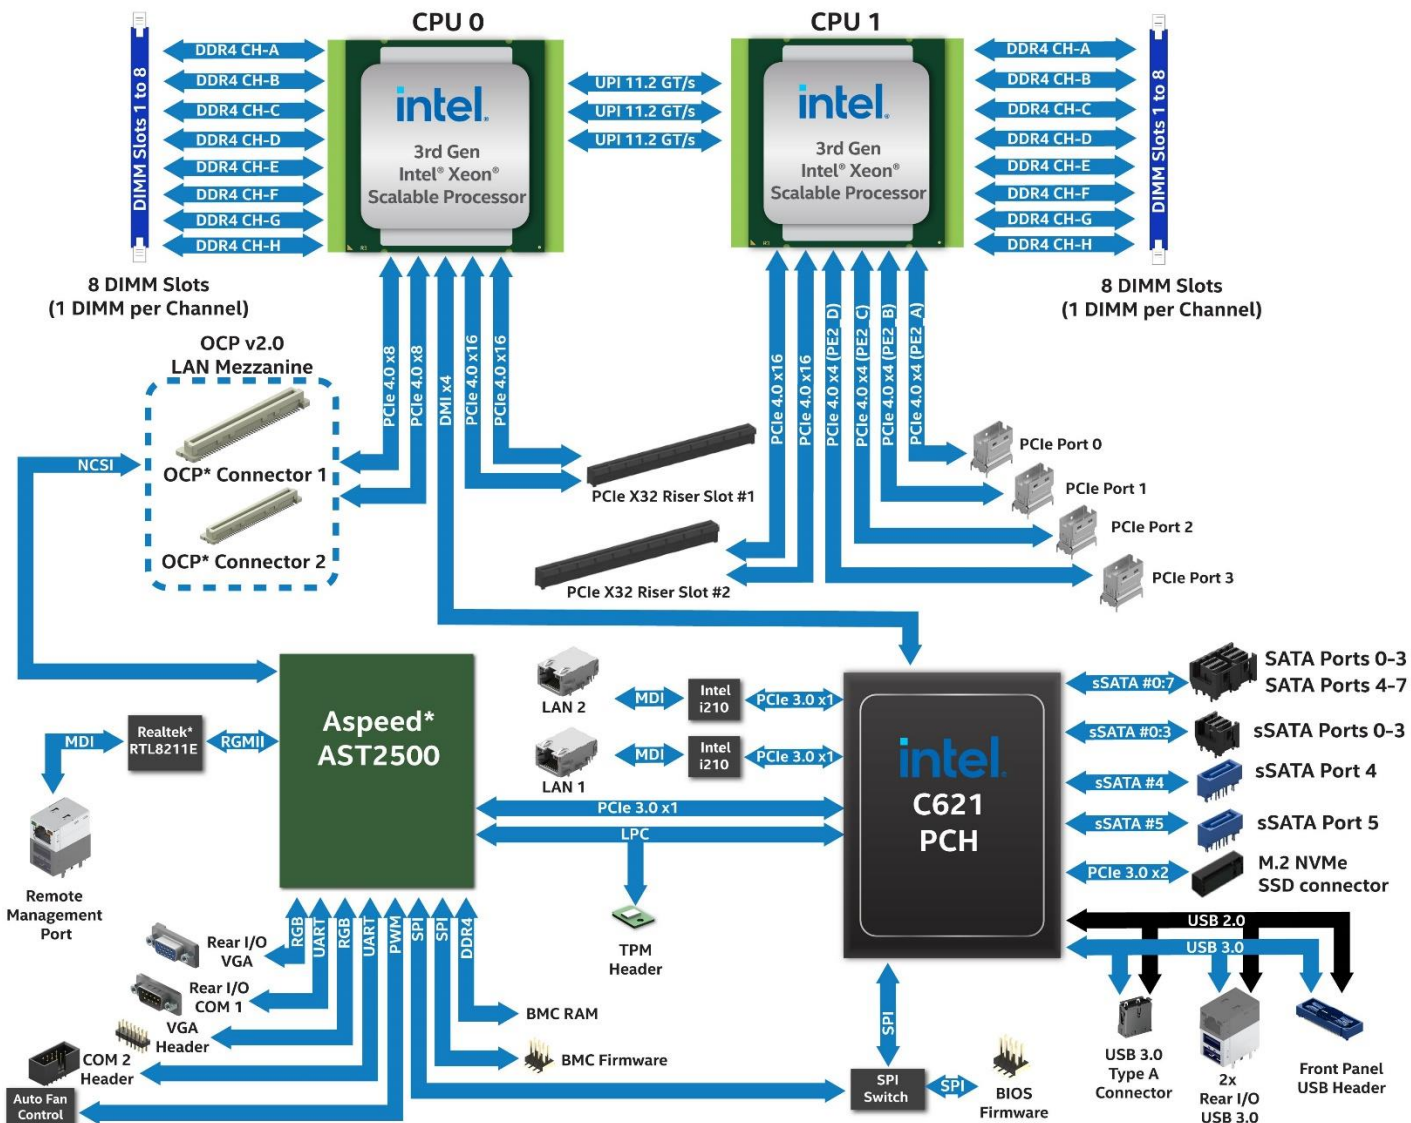 CPU 0
CPU 1
DIMM Slots 1 to 8
DDR4 CH-A
DDR4 CH-B
DDR4 CH-C
DDR4 CH-D
DDR4 CH-E
DDR4 CH-F
DDR4 CH-G
DDR4 CH-H
intel.
3rd Gen
Intel® Xeon®
Scalable Processor
UPI 11.2 GT/s
UPI 11.2 GT/s
UPI 11.2 GT/s
intel.
3rd Gen
Intel® Xeon®
Scalable Processor
DDR4 CH-A
DDR4 CH-B
DDR4 CH-C
DDR4 CH-D
DDR4 CH-E
DDR4 CH-F
DDR4 CH-G
DDR4 CH-H
DIMM Slots 1 to 8
8 DIMM Slots
(1 DIMM per Channel)
8 DIMM Slots
(1 DIMM per Channel)
OCP v2.0
LAN Mezzanine
OCP* Connector 1
OCP* Connector 2
NCSI
PCIe 4.0 x8
PCIe 4.0 x8
DMI x4
PCIe 4.0 x16
PCIe 4.0 x16
PCIe 4.0 x16
PCIe 4.0 x16
PCIe 4.0 x4 (PE2_D)
PCIe 4.0 x4 (PE2_C)
PCIe 4.0 x4 (PE2_B)
PCIe 4.0 x4 (PE2_A)
PCIe X32 Riser Slot #1
PCIe X32 Riser Slot #2
PCIe Port 0
PCIe Port 1
PCIe Port 2
PCIe Port 3
Aspeed*
AST2500
MDI
Realtek*
RTL8211E
RGMII
Remote
Management
Port
LAN 2
MDI
Intel
i210
PCIe 3.0 x1
LAN 1
MDI
Intel
i210
PCIe 3.0 x1
PCIe 3.0 x1
LPC
TPM
Header
intel.
C621
PCH
sSATA #0:7
SATA Ports 0-3
SATA Ports 4-7
sSATA #0:3
sSATA Ports 0-3
sSATA #4
sSATA Port 4
sSATA #5
sSATA Port 5
PCIe 3.0 x2
M.2 NVMe
SSD connector
USB 2.0
USB 3.0
USB 3.0
Type A
Connector
2x
Rear I/O
USB 3.0
Front Panel
USB Header
RGB
UART
RGB
UART
PWM
SPI
SPI
DDR4
Rear I/O
VGA
Rear I/O
COM 1
VGA
Header
COM 2
Header
Auto Fan
Control
BMC RAM
BMC Firmware
SPI
SPI
Switch
SPI
BIOS
Firmware